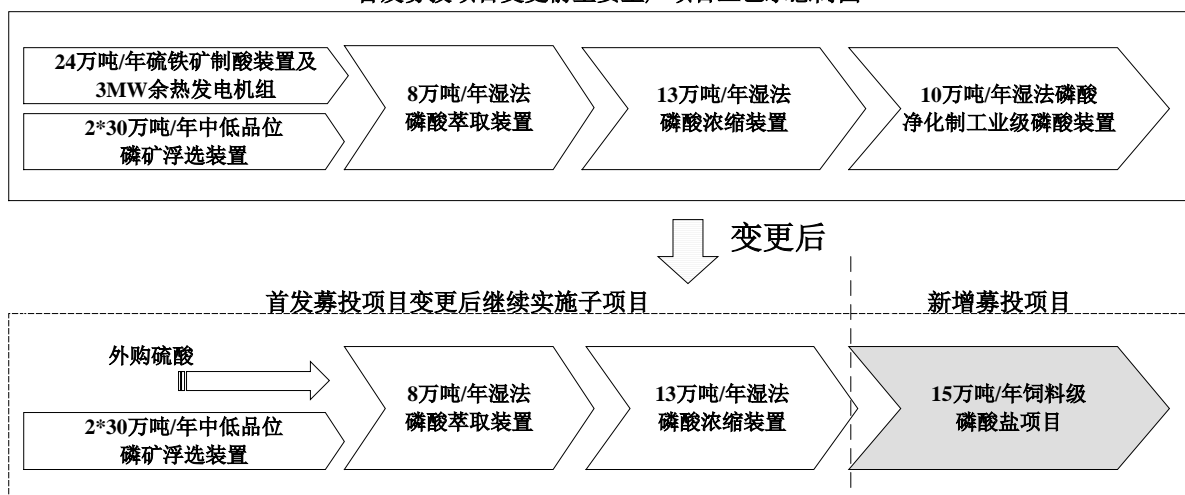 24万吨/年硫铁矿制酸装置及
3MW余热发电机组
2*30万吨/年中低品位
磷矿浮选装置
8万吨/年湿法
磷酸萃取装置
13万吨/年湿法
磷酸浓缩装置
10万吨/年湿法磷酸
净化制工业级磷酸装置
变更后
首发募投项目变更后继续实施子项目
新增募投项目
外购硫酸
2*30万吨/年中低品位
磷矿浮选装置
8万吨/年湿法
磷酸萃取装置
13万吨/年湿法
磷酸浓缩装置
15万吨/年饲料级
磷酸盐项目